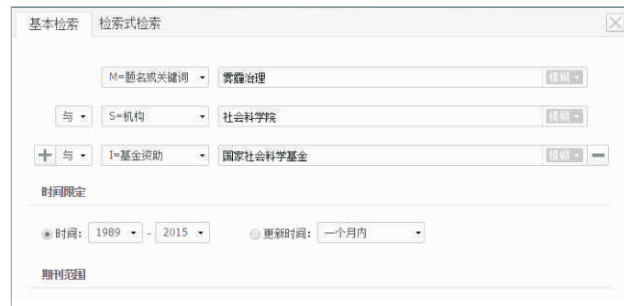 基本检索 检索式检索
M=题名或关键词 雾霾治理 模糊
与 S=机构 社会科学院 模糊
与 I=基金资助 国家社会科学基金 模糊
时间限定
时间： 1989 - 2015 更新时间： 一个月内
期刊范围